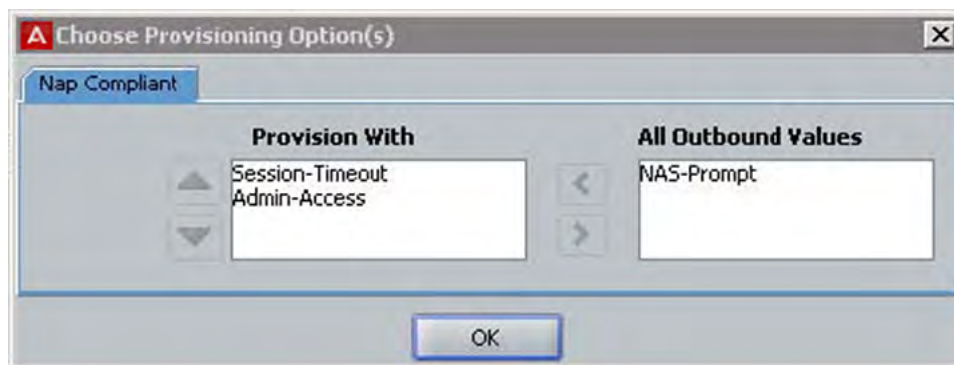 Choose Provisioning Option(s)
Nap Compliant
Provision With
All Outbound Values
Session-Timeout
Admin-Access
NAS-Prompt
OK